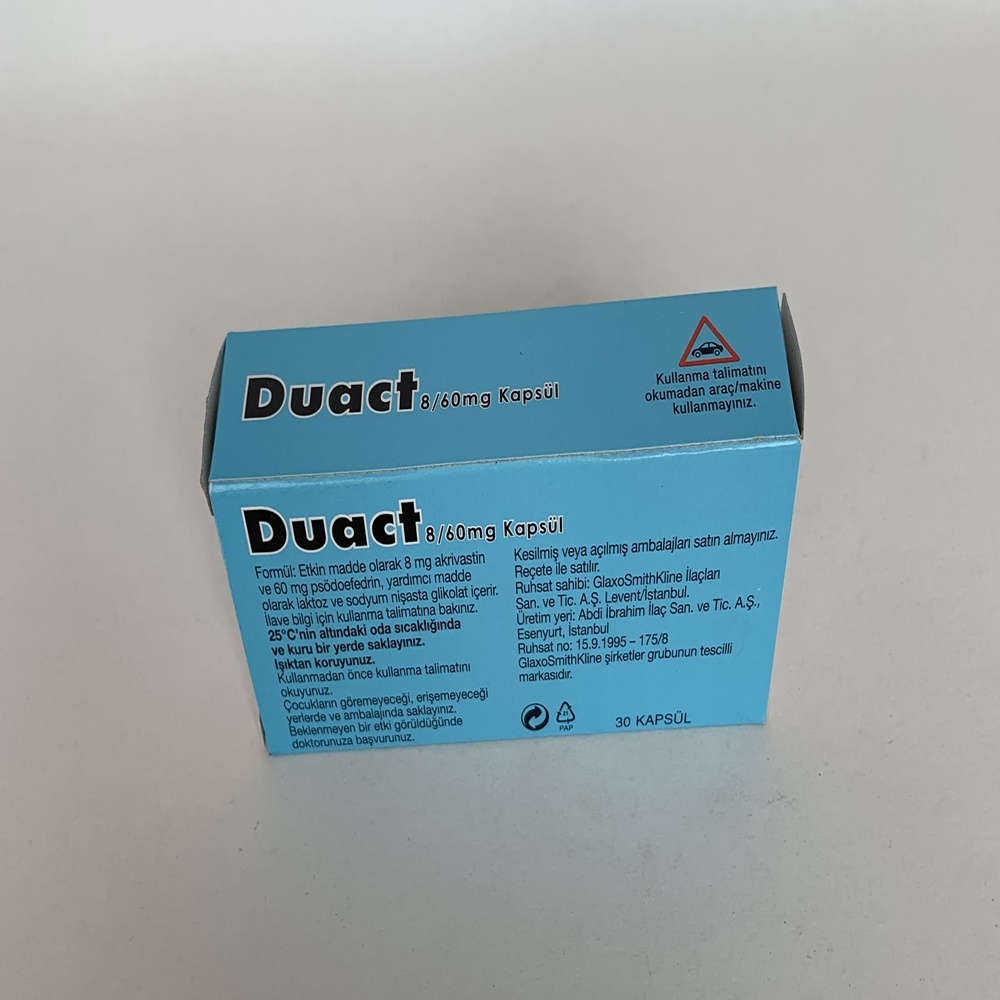 Duact 8/60mg Kapsül
Kullanma talimatını
okumadan araç/makine
kullanmayınız.
Duact 8/60mg Kapsül
Formül: Etkin madde olarak 8 mg akrivastin
ve 60 mg psödoefedrin, yardımcı madde
olarak laktoz ve sodyum nişasta glikolat içerir.
İlave bilgi için kullanma talimatına bakınız.
25°C'nin altındaki oda sıcaklığında
ve kuru bir yerde saklayınız.
Işıktan koruyunuz.
Kullanmadan önce kullanma talimatını
okuyunuz.
Çocukların göremeyeceği, erişemeyeceği
yerlerde ve ambalajında saklayınız.
Beklenmeyen bir etki görüldüğünde
doktorunuza başvurunuz.
Kesilmiş veya açılmış ambalajları satın almayınız.
Reçete ile satılır.
Ruhsat sahibi: GlaxoSmithKline İlaçları
San. ve Tic. A.Ş. Levent/İstanbul.
Üretim yeri: Abdi İbrahim İlaç San. ve Tic. A.Ş.,
Esenyurt, İstanbul
Ruhsat no: 15.9.1995 – 175/8
GlaxoSmithKline şirketler grubunun tescilli
markasıdır.
21
PAP
30 KAPSÜL